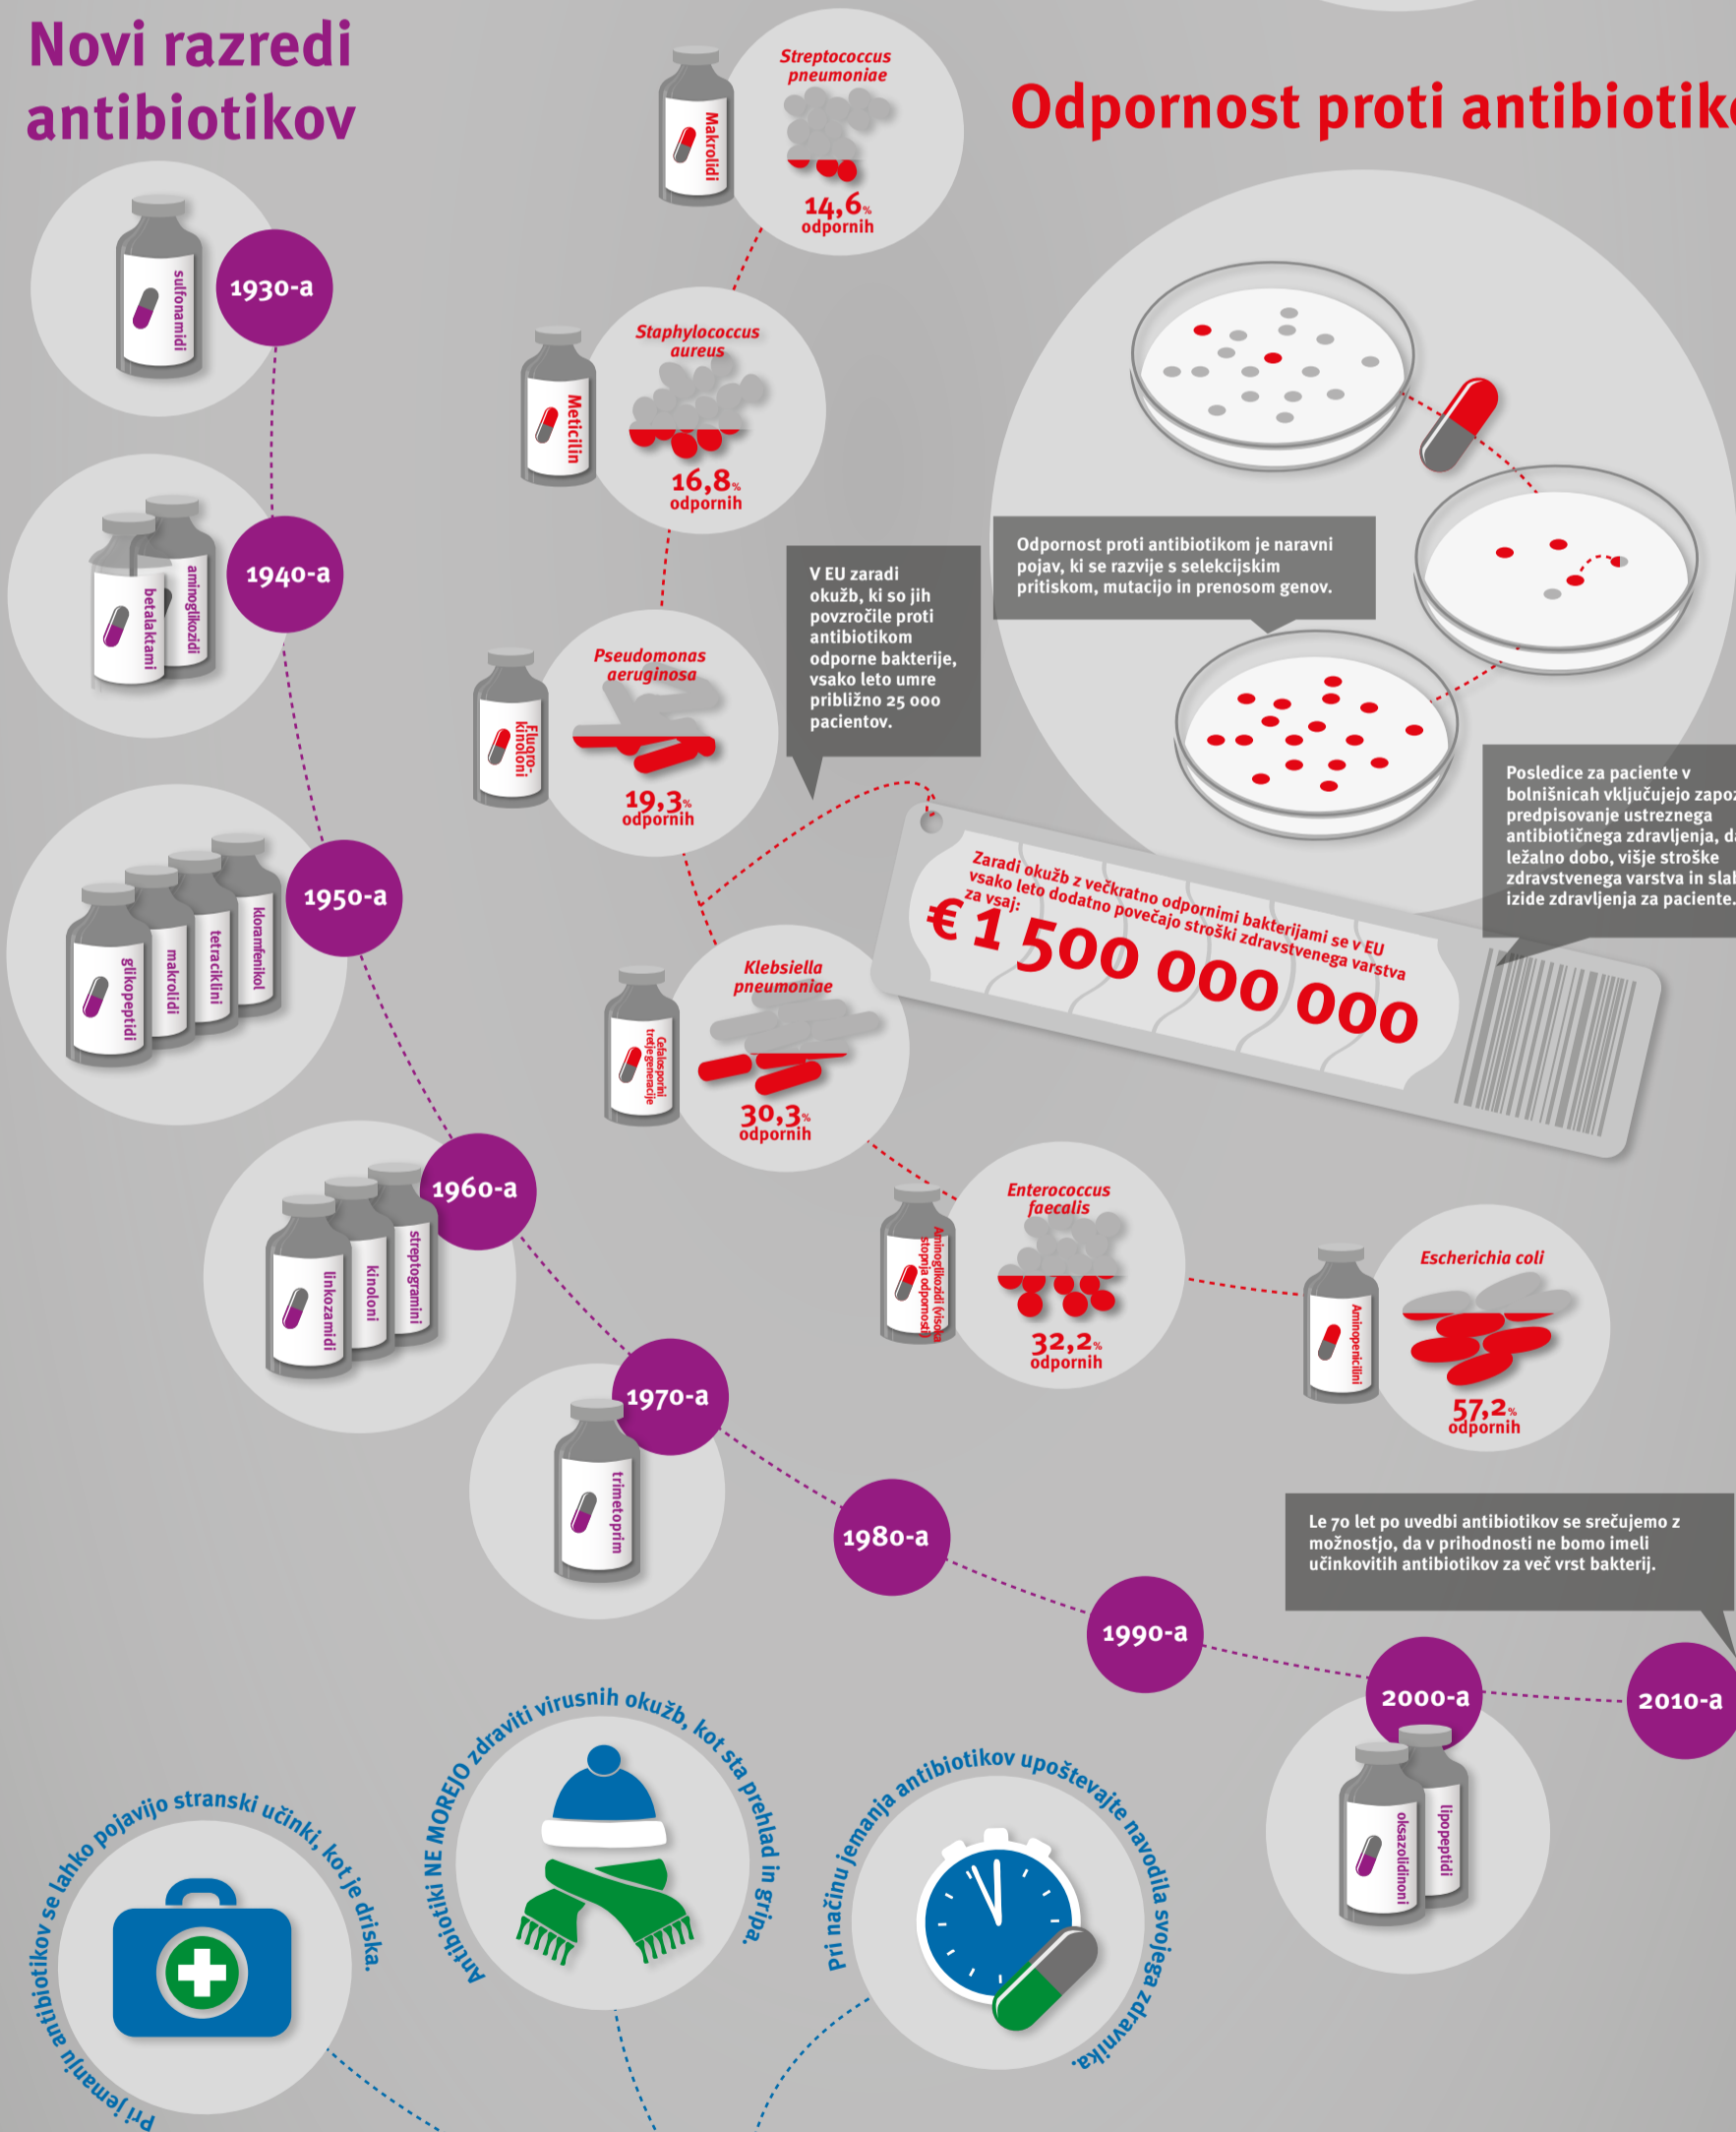 Novi razredi
antibiotikov
sulfonamidi
1930-a
betalaktami
aminoglikozidi
1940-a
glikopeptidi
makrolidi
tetraciklini
kloramfenikol
1950-a
linkozamidi
kinoloni
streptogramini
1960-a
trimetoprim
1970-a
1980-a
1990-a
oksazolidinoni
lipopeptidi
2000-a
2010-a
Le 70 let po uvedbi antibiotikov se srečujemo z
možnostjo, da v prihodnosti ne bomo imeli
učinkovitih antibiotikov za več vrst bakterij.
Odpornost proti antibiotiko
Makrolidi
Streptococcus
pneumoniae
14,6%
odpornih
Meticilin
Staphylococcus
aureus
16,8%
odpornih
Fluoro-
kinoloni
Pseudomonas
aeruginosa
19,3%
odpornih
Cefalosporini
tretje generacije
Klebsiella
pneumoniae
30,3%
odpornih
Aminoglikozidi (visoka
stopnja odpornosti)
Enterococcus
faecalis
32,2%
odpornih
Aminopenicilini
Escherichia coli
57,2%
odpornih
V EU zaradi
okužb, ki so jih
povzročile proti
antibiotikom
odporne bakterije,
vsako leto umre
približno 25 000
pacientov.
Odpornost proti antibiotikom je naravni
pojav, ki se razvije s selekcijskim
pritiskom, mutacijo in prenosom genov.
Posledice za paciente v
bolnišnicah vključujejo zapoz
predpisovanje ustreznega
antibiotičnega zdravljenja, da
ležalno dobo, višje stroške
zdravstvenega varstva in slab
izide zdravljenja za paciente.
Zaradi okužb z večkratno odpornimi bakterijami se v EU
vsako leto dodatno povečajo stroški zdravstvenega varstva
za vsaj:
€ 1 500 000 000
Pri jemanju antibiotikov se lahko pojavijo stranski učinki, kot je driska.
Antibiotiki NE MOREJO zdraviti virusnih okužb, kot sta prehlad in gripa.
Pri načinu jemanja antibiotikov upoštevajte navodila svojega zdravnika.